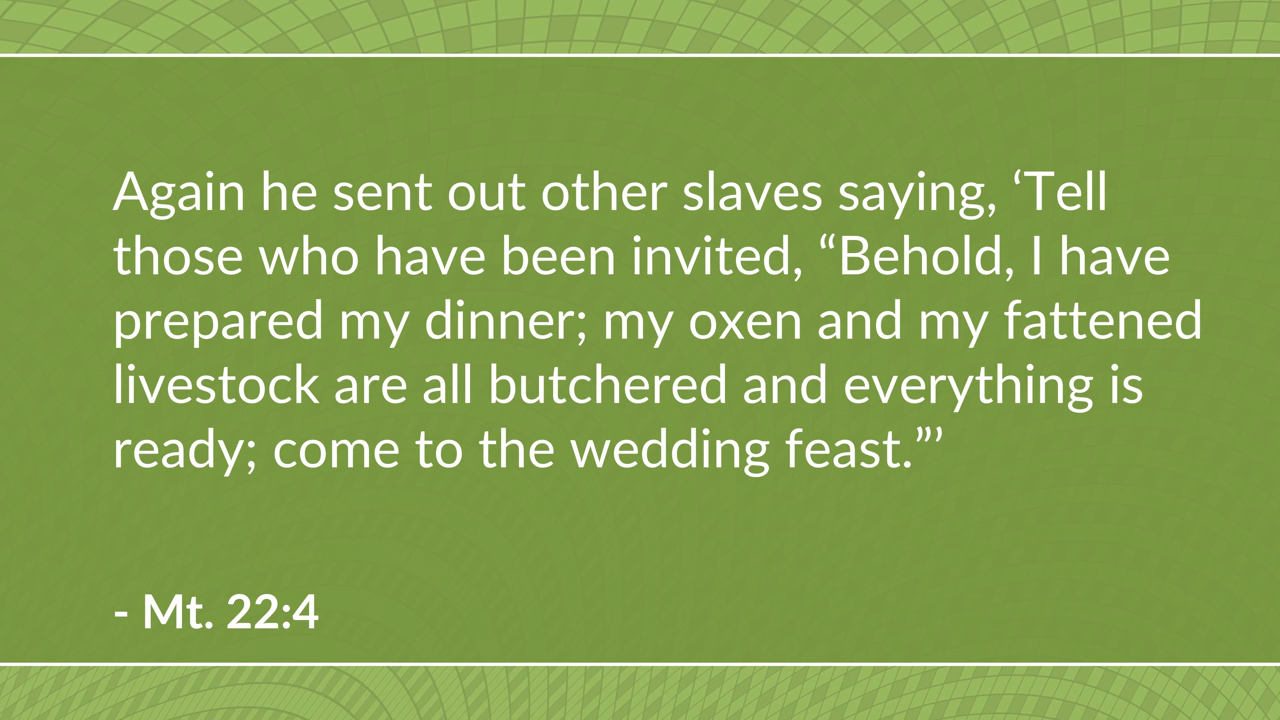 Again he sent out other slaves saying, ‘Tell
those who have been invited, “Behold, I have
prepared my dinner; my oxen and my fattened
livestock are all butchered and everything is
ready; come to the wedding feast.”’
- Mt. 22:4